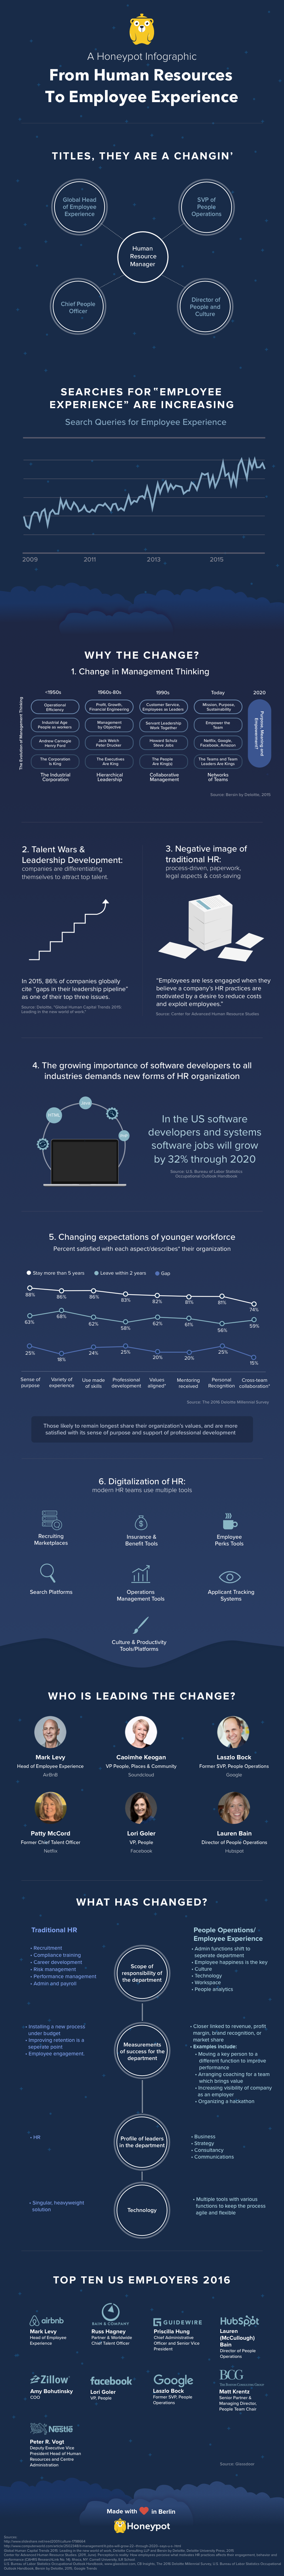 A Honeypot Infographic
From Human Resources
To Employee Experience
TITLES, THEY ARE A CHANGIN'
Global Head
of Employee
Experience
SVP of
People
Operations
Human
Resource
Manager
Chief People
Officer
Director of
People and
Culture
SEARCHES FOR "EMPLOYEE
EXPERIENCE" ARE INCREASING
Search Queries for Employee Experience
2009
2011
2013
2015
WHY THE CHANGE?
1. Change in Management Thinking
The Evolution of Management Thinking
<1950s
1960s-80s
1990s
Today
2020
Operational
Efficiency
Profit, Growth,
Financial Engineering
Customer Service,
Employees as Leaders
Mission, Purpose,
Sustainability
Industrial Age
People as workers
Management
by Objective
Servant Leadership
Work Together
Empower the
Team
Andrew Carnegie
Henry Ford
Jack Welch
Peter Drucker
Howard Schulz
Steve Jobs
Netflix, Google,
Facebook, Amazon
The Corporation
Is King
The Executives
Are King
The People
Are King(s)
The Teams and Team
Leaders Are Kings
Purpose, Meaning and
Empowerment?
The Industrial
Corporation
Hierarchical
Leadership
Collaborative
Management
Networks
of Teams
Source: Bersin by Deloitte, 2015
2. Talent Wars &
Leadership Development:
companies are differentiating
themselves to attract top talent.
In 2015, 86% of companies globally
cite "gaps in their leadership pipeline"
as one of their top three issues.
Source: Deloitte, "Global Human Capital Trends 2015:
Leading in the new world of work."
3. Negative image of
traditional HR:
process-driven, paperwork,
legal aspects & cost-saving
"Employees are less engaged when they
believe a company's HR practices are
motivated by a desire to reduce costs
and exploit employees."
Source: Center for Advanced Human Resource Studies
4. The growing importance of software developers to all
industries demands new forms of HR organization
HTML
In the US software
developers and systems
software jobs will grow
by 32% through 2020
Source: U.S. Bureau of Labor Statistics
Occupational Outlook Handbook
5. Changing expectations of younger workforce
Percent satisfied with each aspect/describes* their organization
Stay more than 5 years
Leave within 2 years
Gap
88%
86%
86%
83%
82%
81%
81%
74%
63%
68%
62%
58%
62%
61%
56%
59%
25%
18%
24%
25%
20%
20%
25%
15%
Sense of
purpose
Variety of
experience
Use made
of skills
Professional
development
Values
aligned*
Mentoring
received
Personal
Recognition
Cross-team
collaboration*
Source: The 2016 Deloitte Millennial Survey
Those likely to remain longest share their organization's values, and are more
satisfied with its sense of purpose and support of professional development
6. Digitalization of HR:
modern HR teams use multiple tools
Recruiting
Marketplaces
Insurance &
Benefit Tools
Employee
Perks Tools
Search Platforms
Operations
Management Tools
Applicant Tracking
Systems
Culture & Productivity
Tools/Platforms
WHO IS LEADING THE CHANGE?
Mark Levy
Head of Employee Experience
AirBnB
Caoimhe Keogan
VP People, Places & Community
Soundcloud
Laszlo Bock
Former SVP, People Operations
Google
Patty McCord
Former Chief Talent Officer
Netflix
Lori Goler
VP, People
Facebook
Lauren Bain
Director of People Operations
Hubspot
WHAT HAS CHANGED?
Traditional HR
People Operations/
Employee Experience
• Recruitment
• Compliance training
• Career development
• Risk management
• Performance management
• Admin and payroll
Scope of
responsibility of
the department
• Admin functions shift to
seperate department
• Employee happiness is the key
• Culture
• Technology
• Workspace
• People analytics
• Installing a new process
under budget
• Improving retention is a
seperate point
• Employee engagement
Measurements
of success for the
department
• Closer linked to revenue, profit
margin, brand recognition, or
market share
• Examples include:
• Moving a key person to a
different function to improve
performance
• Arranging coaching for a team
which brings value
• Increasing visibility of company
as an employer
• Organizing a hackathon
• HR
Profile of leaders
in the department
• Business
• Strategy
• Consultancy
• Communications
• Singular, heavyweight
solution
Technology
• Multiple tools with various
functions to keep the process
agile and flexible
TOP TEN US EMPLOYERS 2016
airbnb
Mark Levy
Head of Employee
Experience
BAIN & COMPANY
Russ Hagney
Partner & Worldwide
Chief Talent Officer
GUIDEWIRE
Priscilla Hung
Chief Administrative
Officer and Senior Vice
President
HubSpot
Lauren
(McCullough)
Bain
Director of People
Operations
Zillow
Amy Bohutinsky
COO
facebook
Lori Goler
VP, People
Google
Laszlo Bock
Former SVP, People
Operations
BCG
THE BOSTON CONSULTING GROUP
Matt Krentz
Senior Partner &
Managing Director,
People Team Chair
Nestlé
Peter R. Vogt
Deputy Executive Vice
President Head of Human
Resources and Centre
Administration
Source: Glassdoor
Made with in Berlin
Honeypot
Sources: